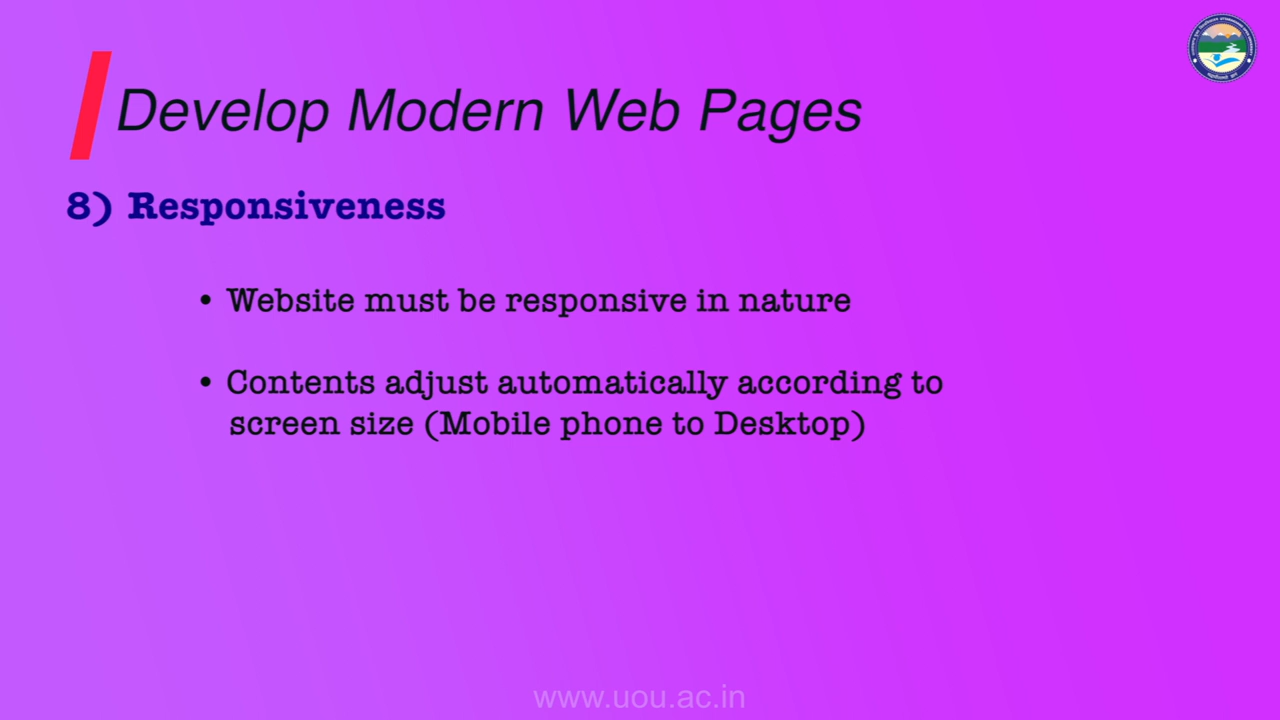 Develop Modern Web Pages
8) Responsiveness
• Website must be responsive in nature
• Contents adjust automatically according to
screen size (Mobile phone to Desktop)
www.uou.ac.in